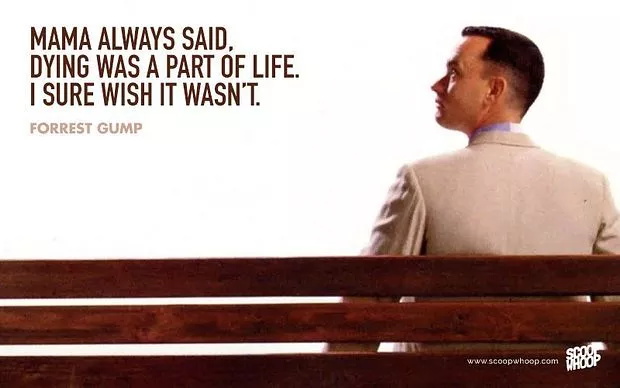 MAMA ALWAYS SAID,
DYING WAS A PART OF LIFE.
I SURE WISH IT WASN'T.
FORREST GUMP
www.scoopwhoop.com
SCOOP
WHOOP